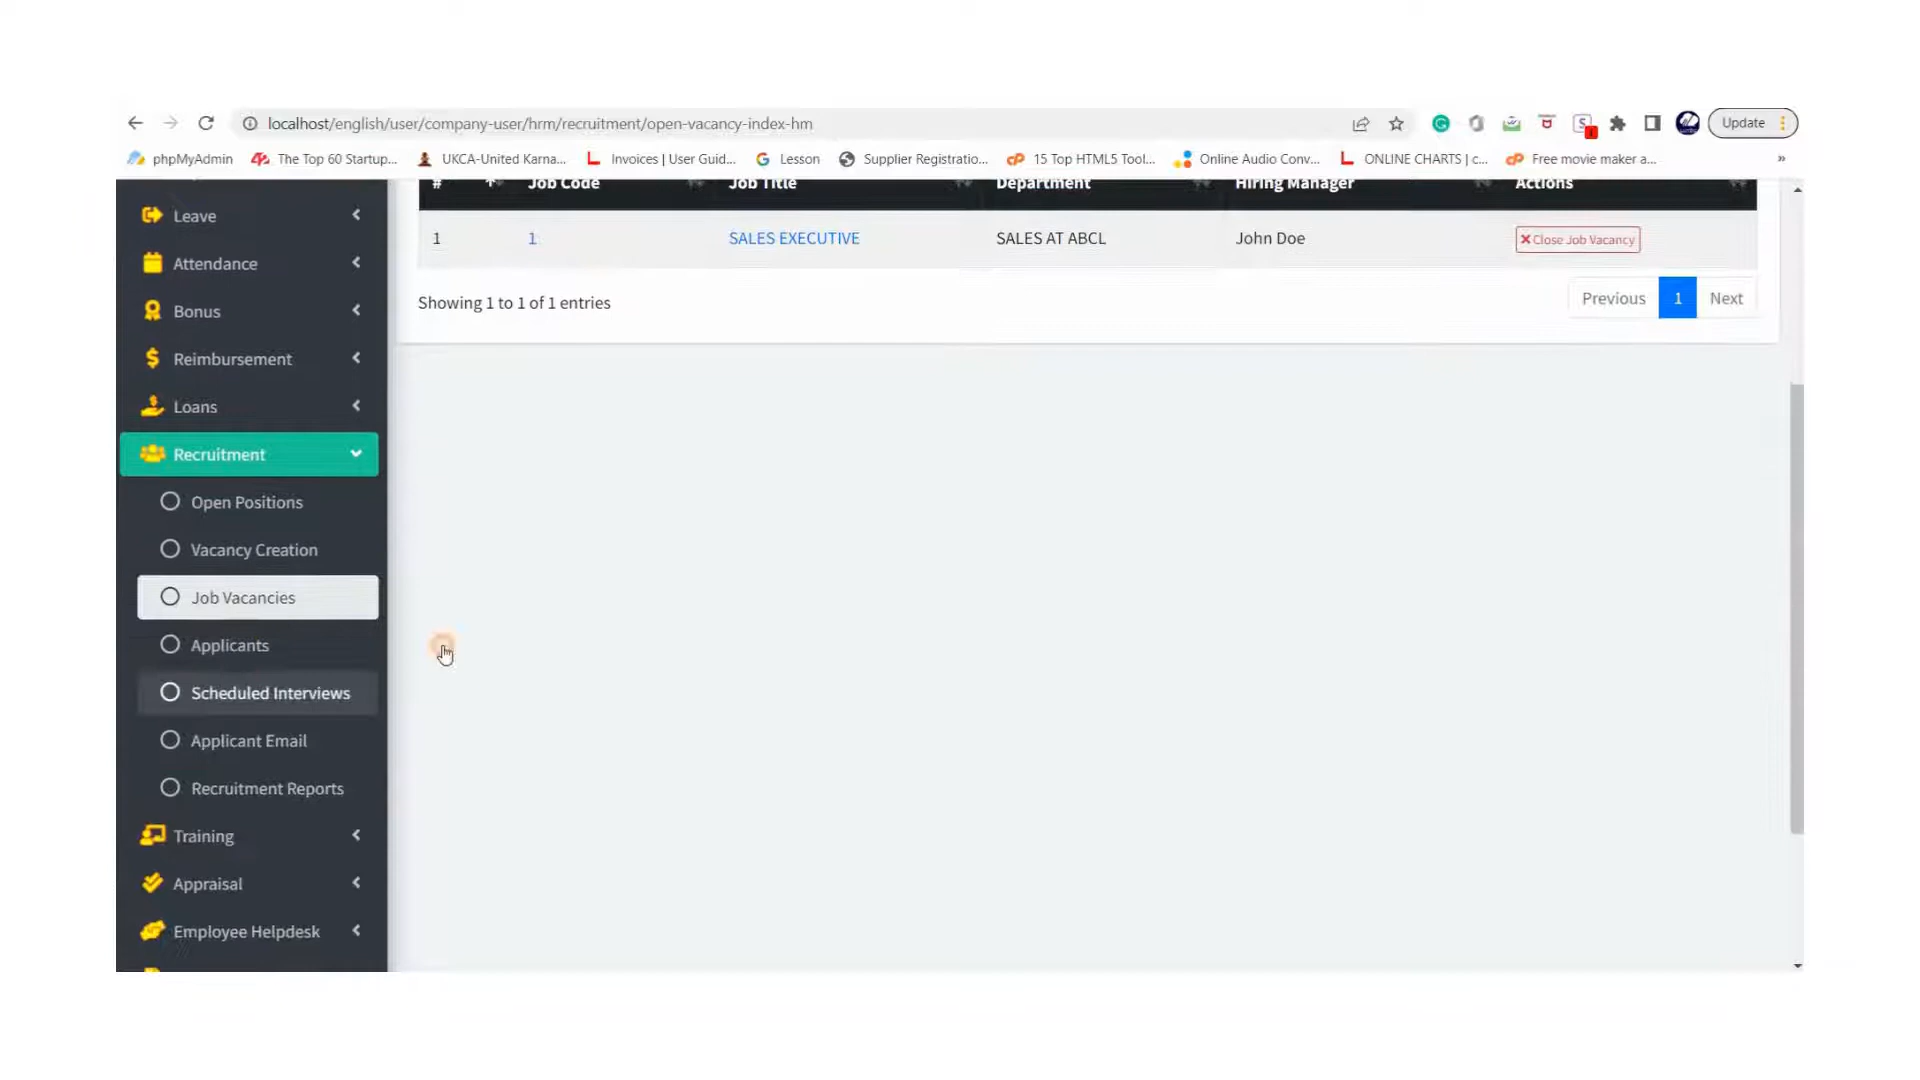 localhost/english/user/company-user/hrm/recruitment/open-vacancy-index-hm
Update
phpMyAdmin
The Top 60 Startup...
UKCA-United Karna...
Invoices | User Guid...
Lesson
Supplier Registratio...
15 Top HTML5 Tool...
Online Audio Conv...
ONLINE CHARTS | c...
Free movie maker a...
»
Leave
Attendance
Bonus
Reimbursement
Loans
Recruitment
Open Positions
Vacancy Creation
Job Vacancies
Applicants
Scheduled Interviews
Applicant Email
Recruitment Reports
Training
Appraisal
Employee Helpdesk
# Job Code Job Title Department Hiring Manager Actions
1 1 SALES EXECUTIVE SALES AT ABCL John Doe Close Job Vacancy
Showing 1 to 1 of 1 entries
Previous 1 Next